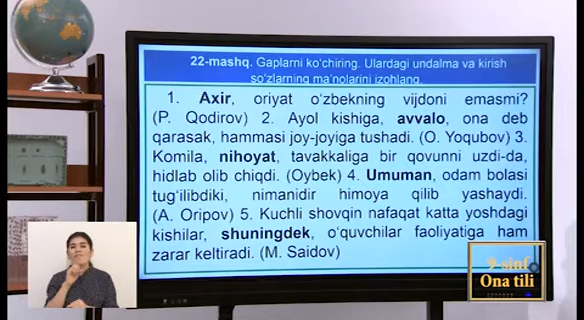 22-mashq. Gaplarni ko‘chiring. Ulardagi undalma va kirish
so‘zlarning ma’nolarini izohlang.
1. Axir, oriyat o‘zbekning vijdoni emasmi?
(P. Qodirov) 2. Ayol kishiga, avvalo, ona deb
qarasak, hammasi joy-joyiga tushadi. (O. Yoqubov) 3.
Komila, nihoyat, tavakkaliga bir qovunni uzdi-da,
hidlab olib chiqdi. (Oybek) 4. Umuman, odam bolasi
tug‘ilibdiki, nimanidir himoya qilib yashaydi.
(A. Oripov) 5. Kuchli shovqin nafaqat katta yoshdagi
kishilar, shuningdek, o‘quvchilar faoliyatiga ham
zarar keltiradi. (M. Saidov)
9-sinf
Ona tili